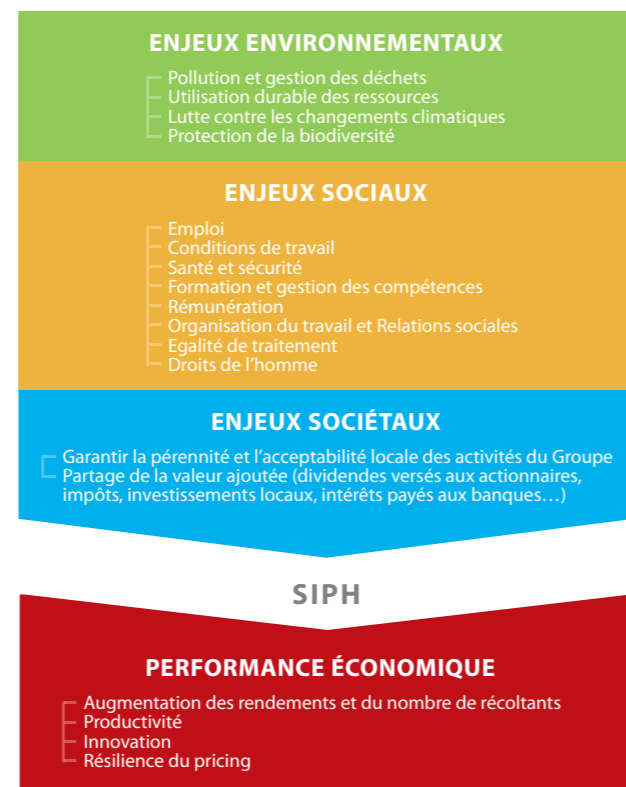 ENJEUX ENVIRONNEMENTAUX
Pollution et gestion des déchets
Utilisation durable des ressources
Lutte contre les changements climatiques
Protection de la biodiversité
ENJEUX SOCIAUX
Emploi
Conditions de travail
Santé et sécurité
Formation et gestion des compétences
Rémunération
Organisation du travail et Relations sociales
Egalité de traitement
Droits de l’homme
ENJEUX SOCIÉTAUX
Garantir la pérennité et l’acceptabilité locale des activités du Groupe
Partage de la valeur ajoutée (dividendes versés aux actionnaires,
impôts, investissements locaux, intérêts payés aux banques…)
SIPH
PERFORMANCE ÉCONOMIQUE
Augmentation des rendements et du nombre de récoltants
Productivité
Innovation
Résilience du pricing